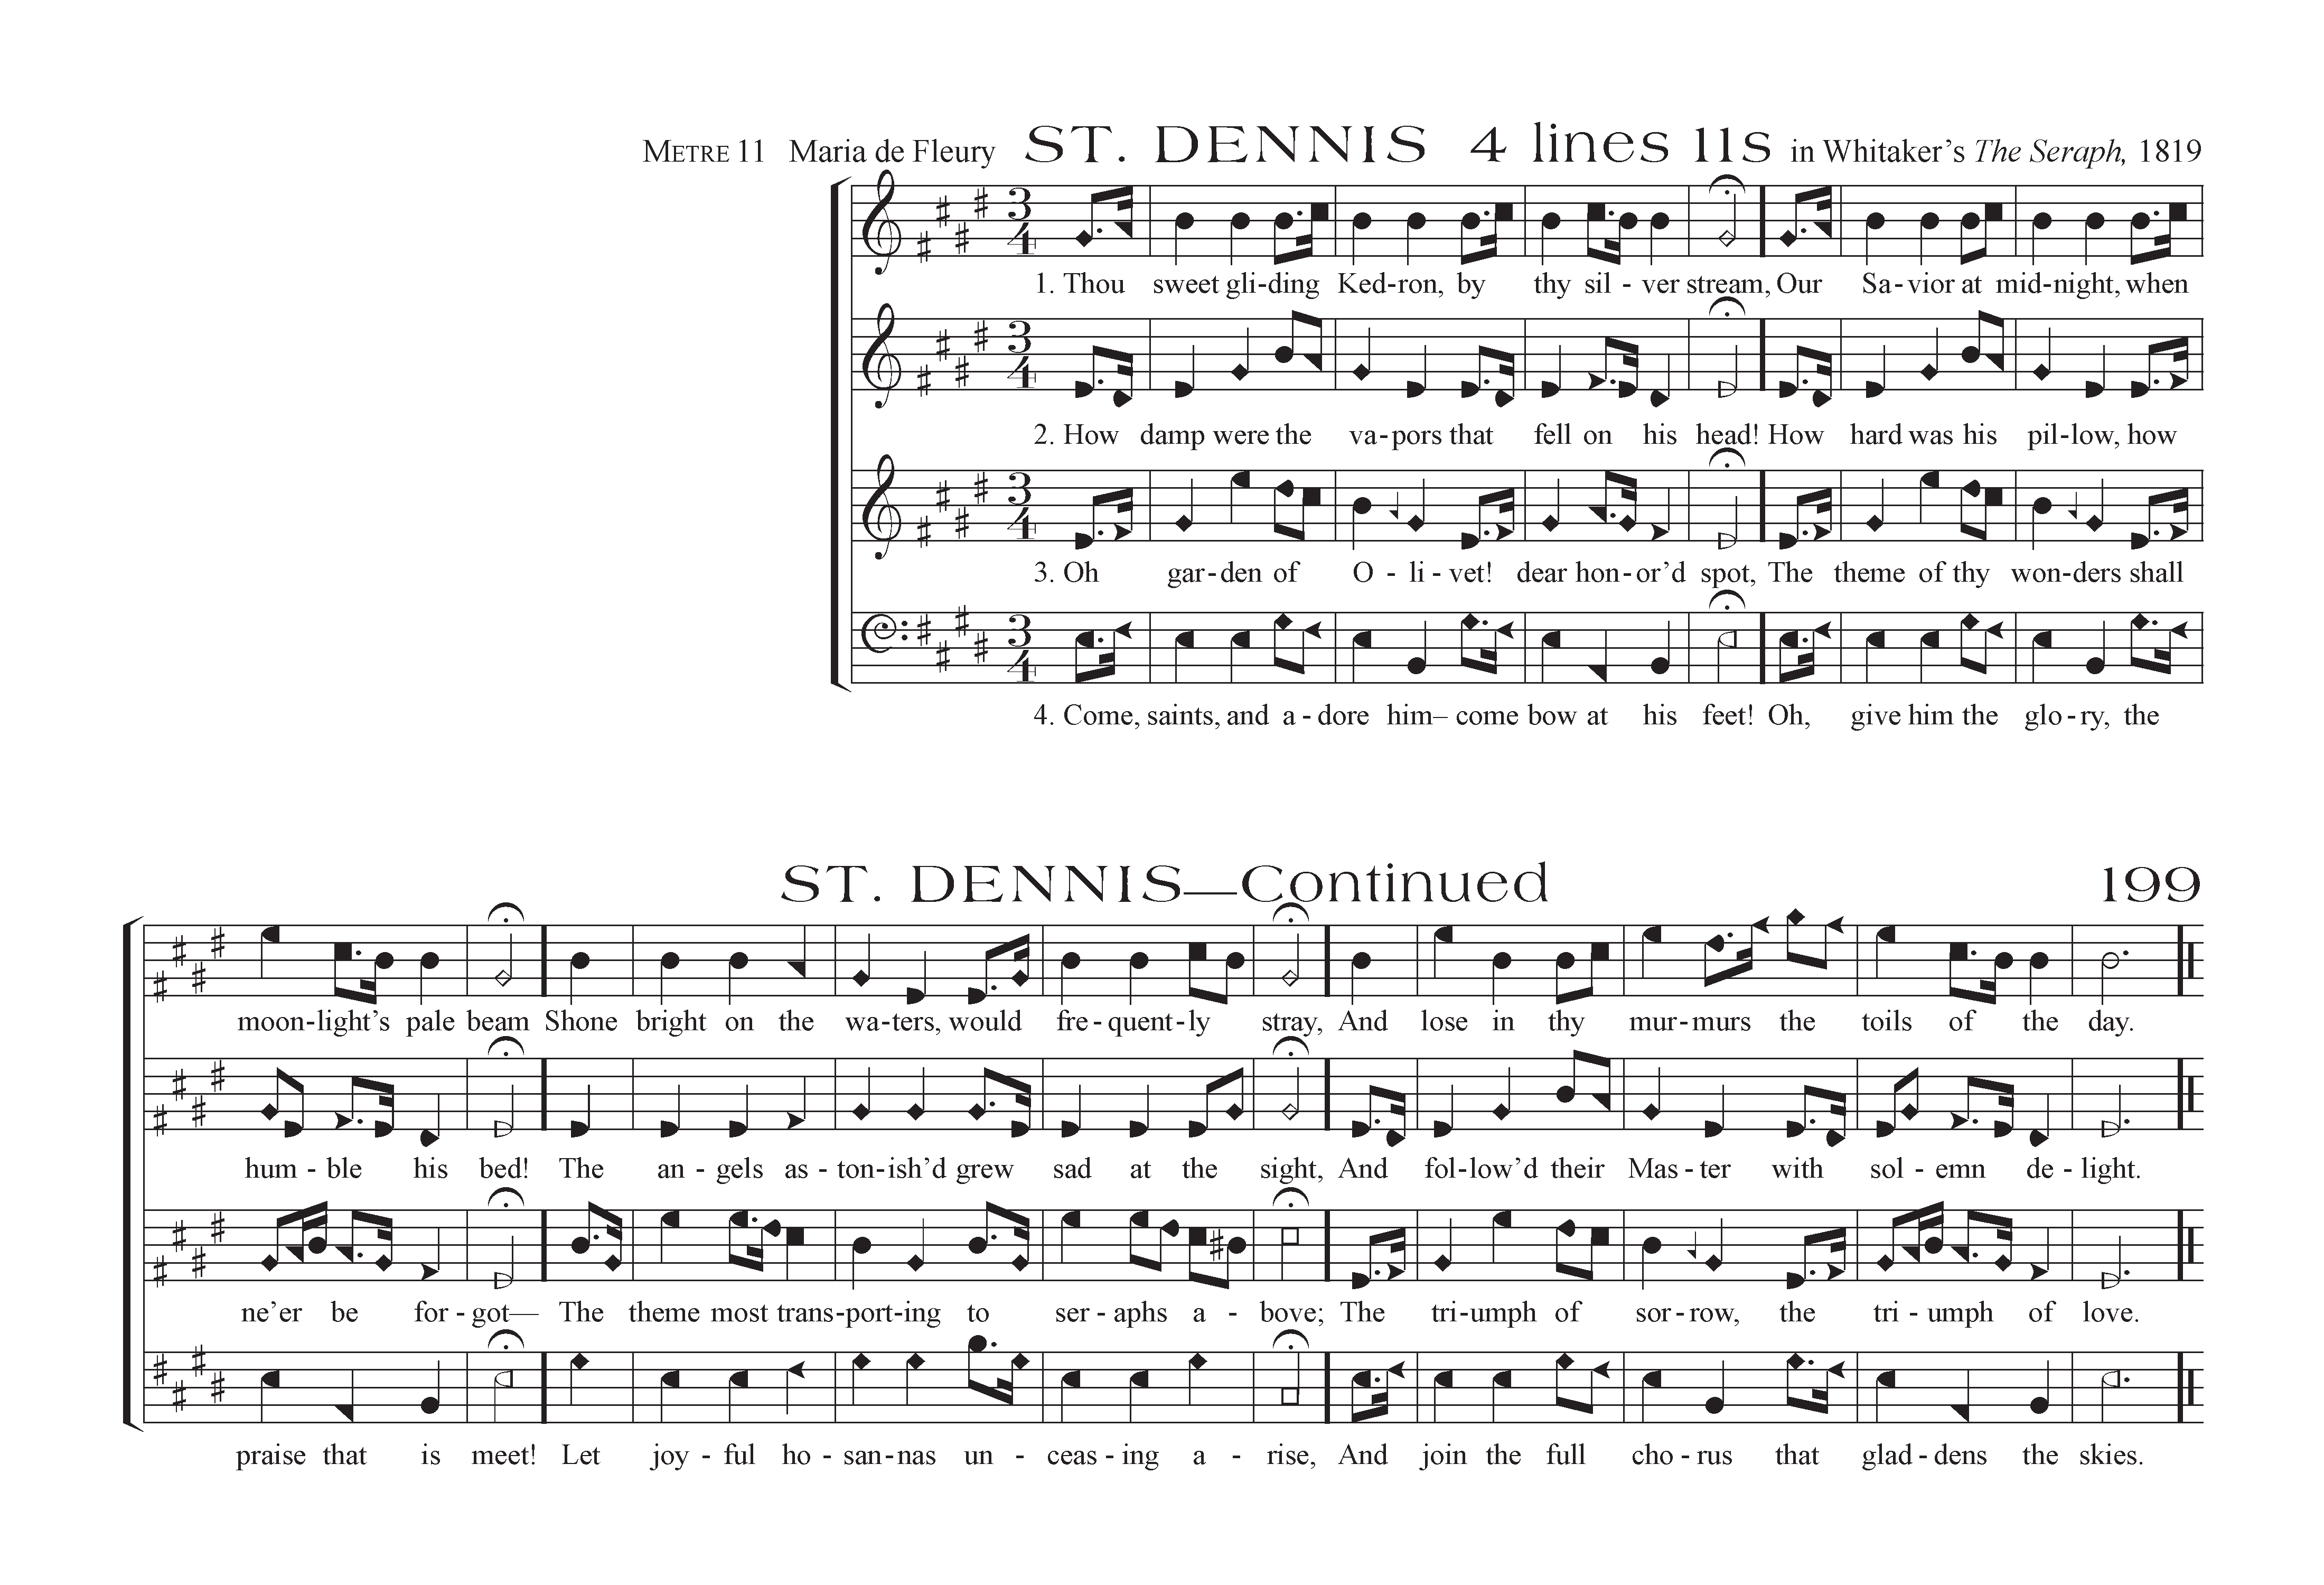 METRE 11 Maria de Fleury ST. DENNIS 4 lines 11s in Whitaker’s The Seraph, 1819
3 4
1. Thou sweet gli-ding Ked-ron, by thy sil - ver stream, Our Sa-vior at mid-night, when
3 4
2. How damp were the va-pors that fell on his head! How hard was his pil-low, how
3 4
3. Oh gar-den of O - li - vet! dear hon-or’d spot, The theme of thy won-ders shall
3 4
4. Come, saints, and a - dore him– come bow at his feet! Oh, give him the glo-ry, the
ST. DENNIS—Continued 199
moon-light’s pale beam Shone bright on the wa-ters, would fre-quent-ly stray, And lose in thy mur-murs the toils of the day.
hum - ble his bed! The an - gels as - ton-ish’d grew sad at the sight, And fol-low’d their Mas - ter with sol - emn de - light.
ne’er be for - got— The theme most trans-port-ing to ser - aphs a - bove; The tri-umph of sor-row, the tri - umph of love.
praise that is meet! Let joy - ful ho - san-nas un - ceas - ing a - rise, And join the full cho - rus that glad - dens the skies.